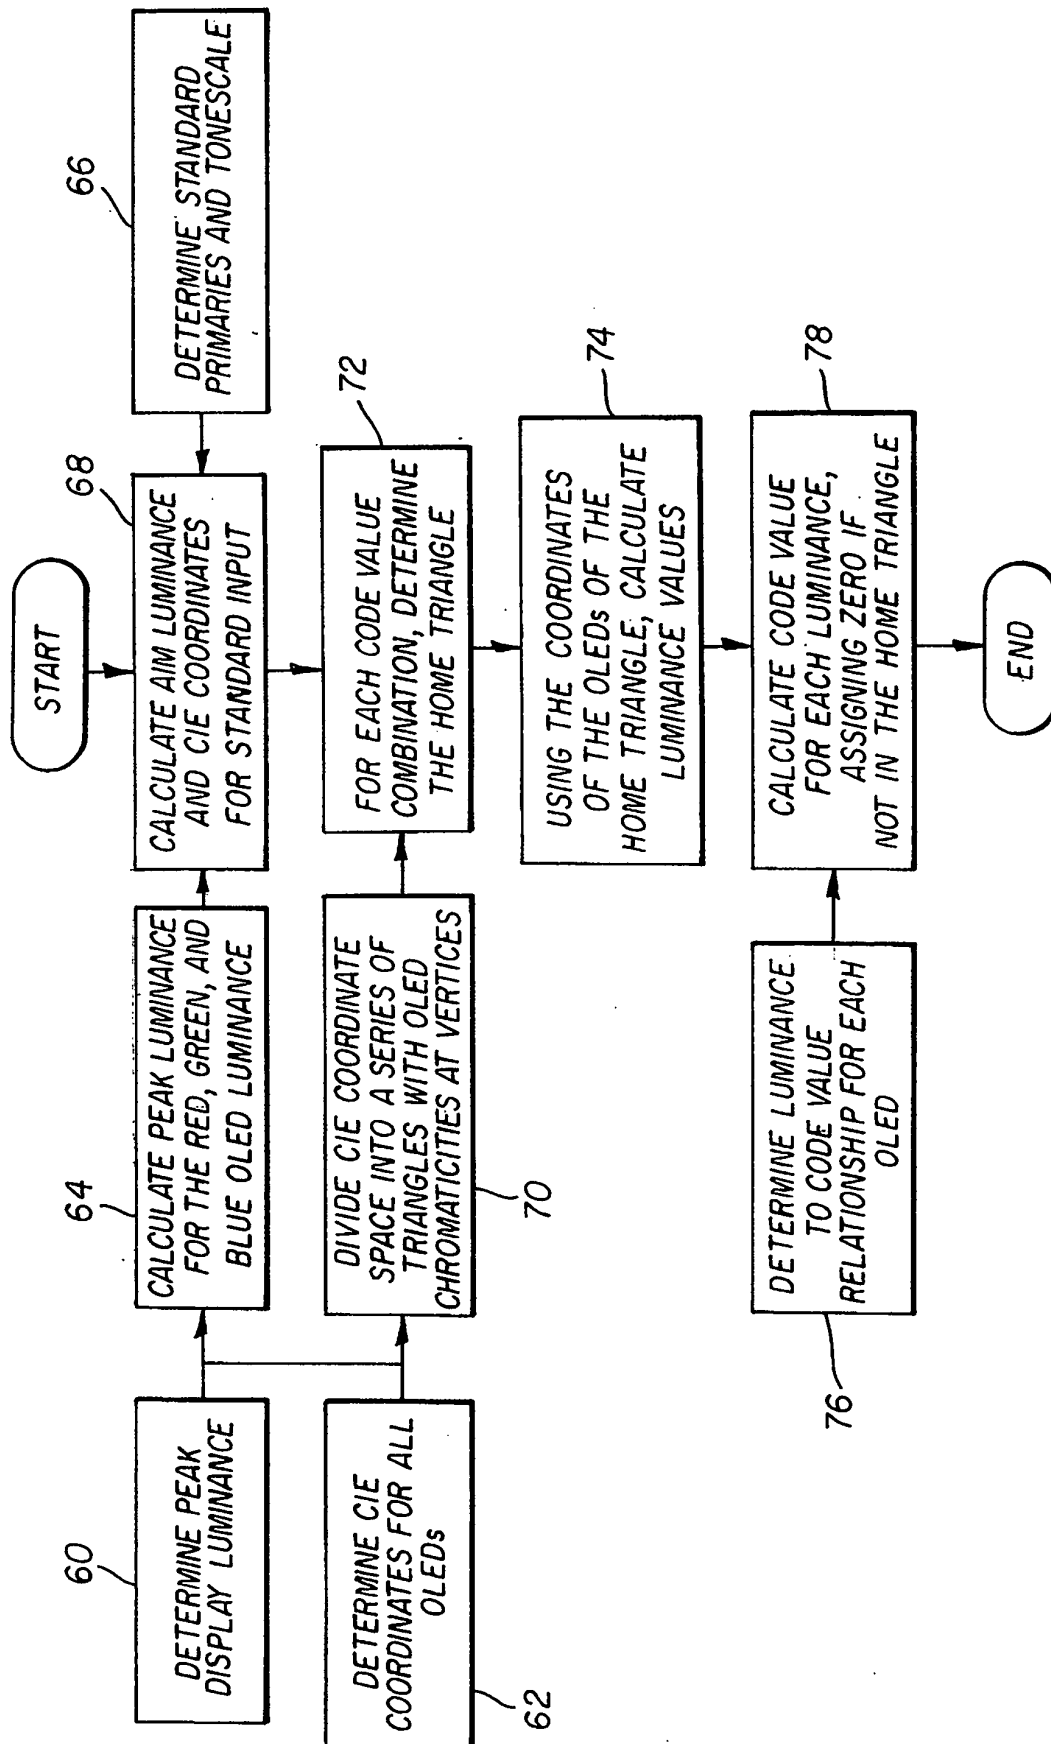 START
66
DETERMINE STANDARD
PRIMARIES AND TONESCALE
68
CALCULATE AIM LUMINANCE
AND CIE COORDINATES
FOR STANDARD INPUT
64
CALCULATE PEAK LUMINANCE
FOR THE RED, GREEN, AND
BLUE OLED LUMINANCE
60
DETERMINE PEAK
DISPLAY LUMINANCE
62
DETERMINE CIE
COORDINATES FOR ALL
OLEDs
70
DIVIDE CIE COORDINATE
SPACE INTO A SERIES OF
TRIANGLES WITH OLED
CHROMATICITIES AT VERTICES
72
FOR EACH CODE VALUE
COMBINATION, DETERMINE
THE HOME TRIANGLE
74
USING THE COORDINATES
OF THE OLEDs OF THE
HOME TRIANGLE, CALCULATE
LUMINANCE VALUES
76
DETERMINE LUMINANCE
TO CODE VALUE
RELATIONSHIP FOR EACH
OLED
78
CALCULATE CODE VALUE
FOR EACH LUMINANCE,
ASSIGNING ZERO IF
NOT IN THE HOME TRIANGLE
END